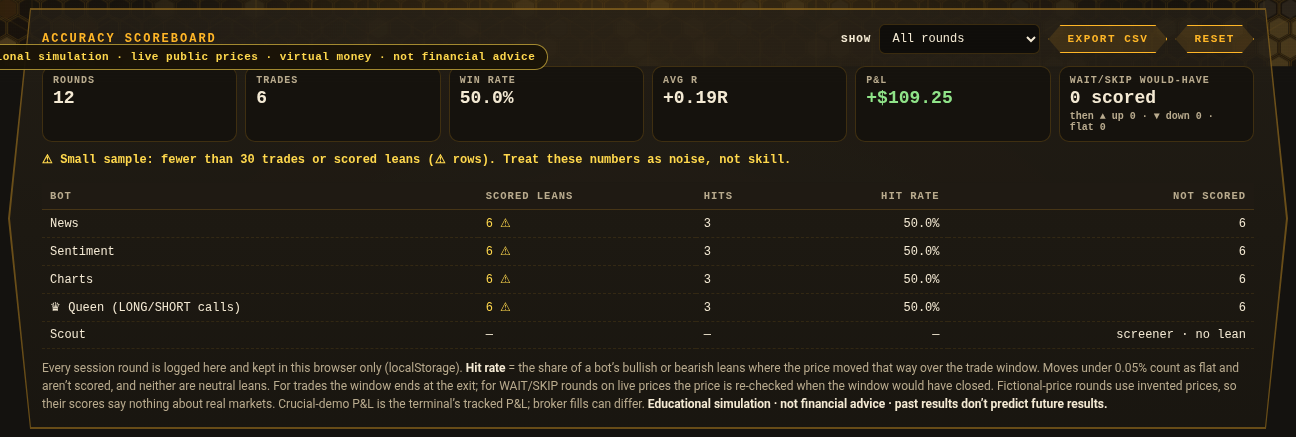 ACCURACY SCOREBOARD
SHOW All rounds EXPORT CSV RESET
simulation · live public prices · virtual money · not financial advice
ROUNDS
12
TRADES
6
WIN RATE
50.0%
AVG R
+0.19R
P&L
+$109.25
WAIT/SKIP WOULD-HAVE
0 scored
then ▲ up 0 · ▼ down 0 ·
flat 0
⚠ Small sample: fewer than 30 trades or scored leans (⚠ rows). Treat these numbers as noise, not skill.
BOT SCORED LEANS HITS HIT RATE NOT SCORED
News 6 ⚠ 3 50.0% 6
Sentiment 6 ⚠ 3 50.0% 6
Charts 6 ⚠ 3 50.0% 6
♛ Queen (LONG/SHORT calls) 6 ⚠ 3 50.0% 6
Scout — — — screener · no lean
Every session round is logged here and kept in this browser only (localStorage). Hit rate = the share of a bot's bullish or bearish leans where the price moved that way over the trade window. Moves under 0.05% count as flat and
aren't scored, and neither are neutral leans. For trades the window ends at the exit; for WAIT/SKIP rounds on live prices the price is re-checked when the window would have closed. Fictional-price rounds use invented prices, so
their scores say nothing about real markets. Crucial-demo P&L is the terminal's tracked P&L; broker fills can differ. Educational simulation · not financial advice · past results don't predict future results.